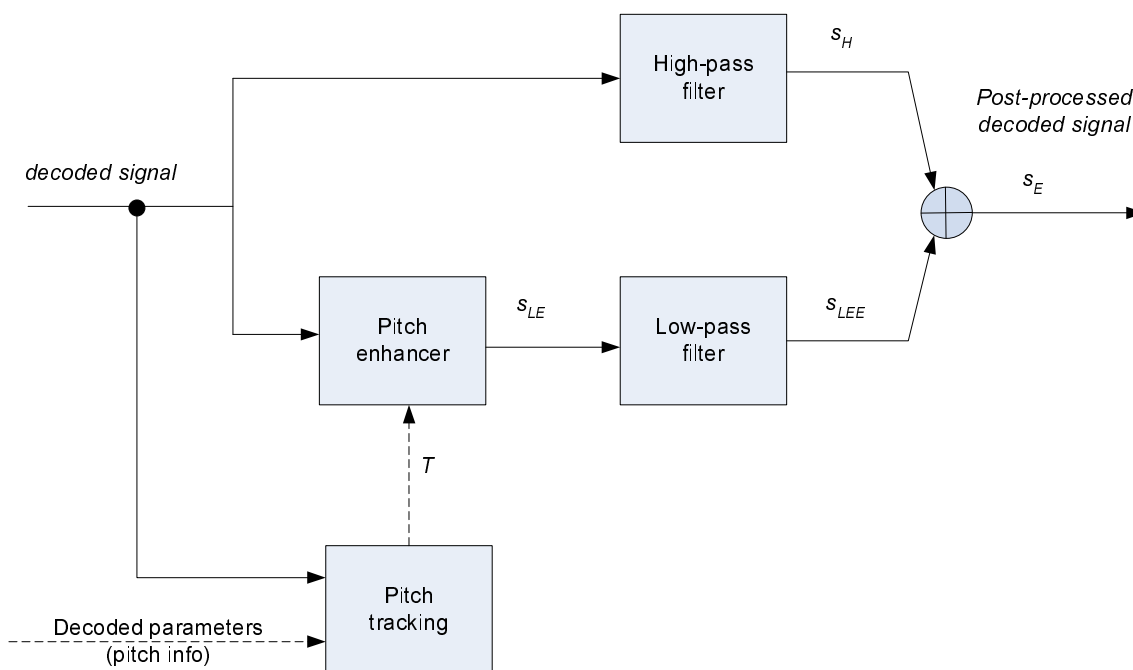 High-pass
filter
s_H
Post-processed
decoded signal
s_E
decoded signal
Pitch
enhancer
s_LE
Low-pass
filter
s_LEE
T
Pitch
tracking
Decoded parameters
(pitch info)